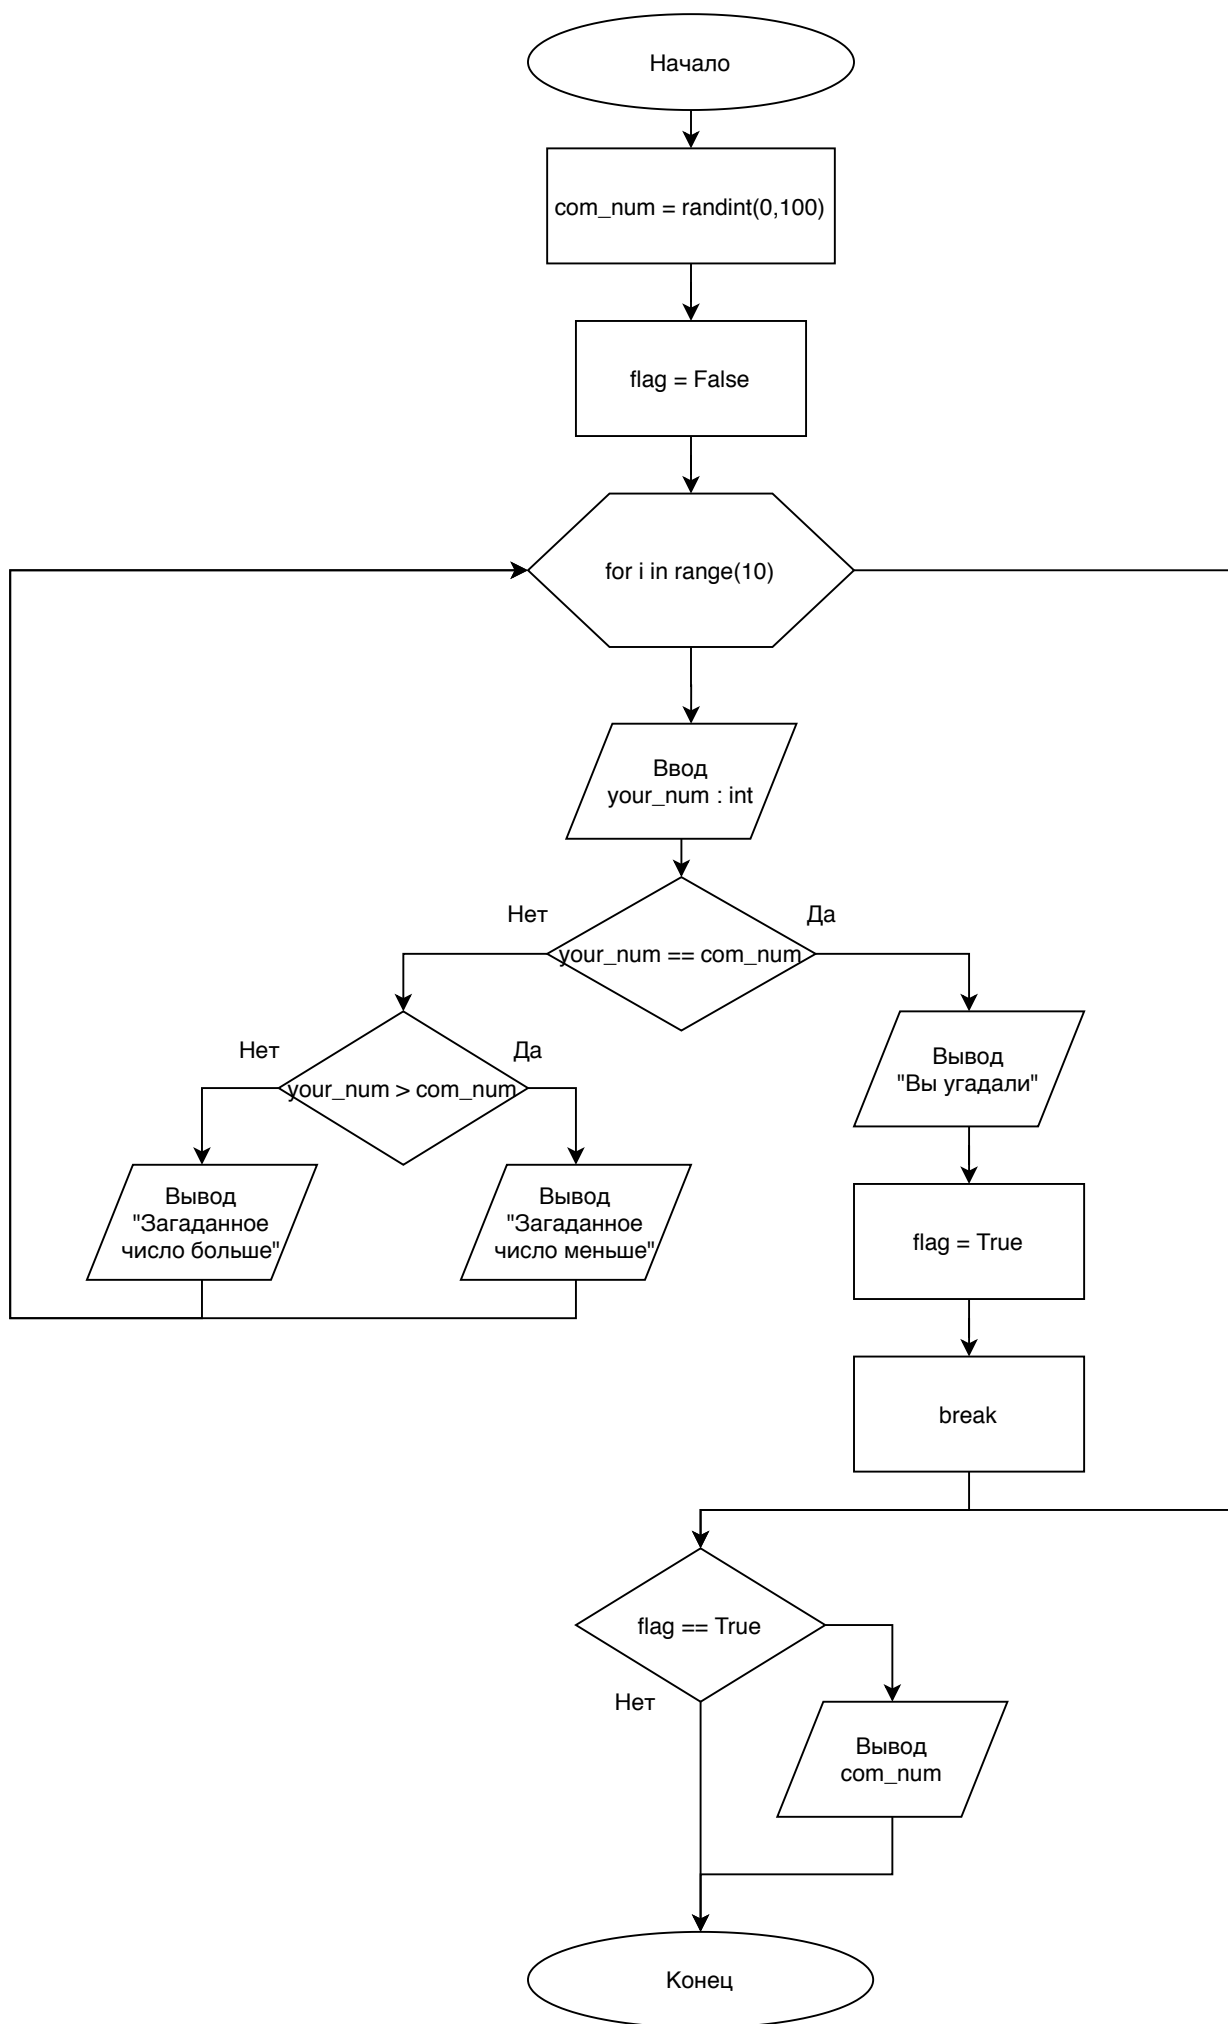 Начало
com_num = randint(0,100)
flag = False
for i in range(10)
Ввод
your_num : int
Нет
Да
your_num == com_num
Нет
Да
your_num > com_num
Вывод
"Вы угадали"
Вывод
"Загаданное
число больше"
Вывод
"Загаданное
число меньше"
flag = True
break
flag == True
Нет
Вывод
com_num
Конец